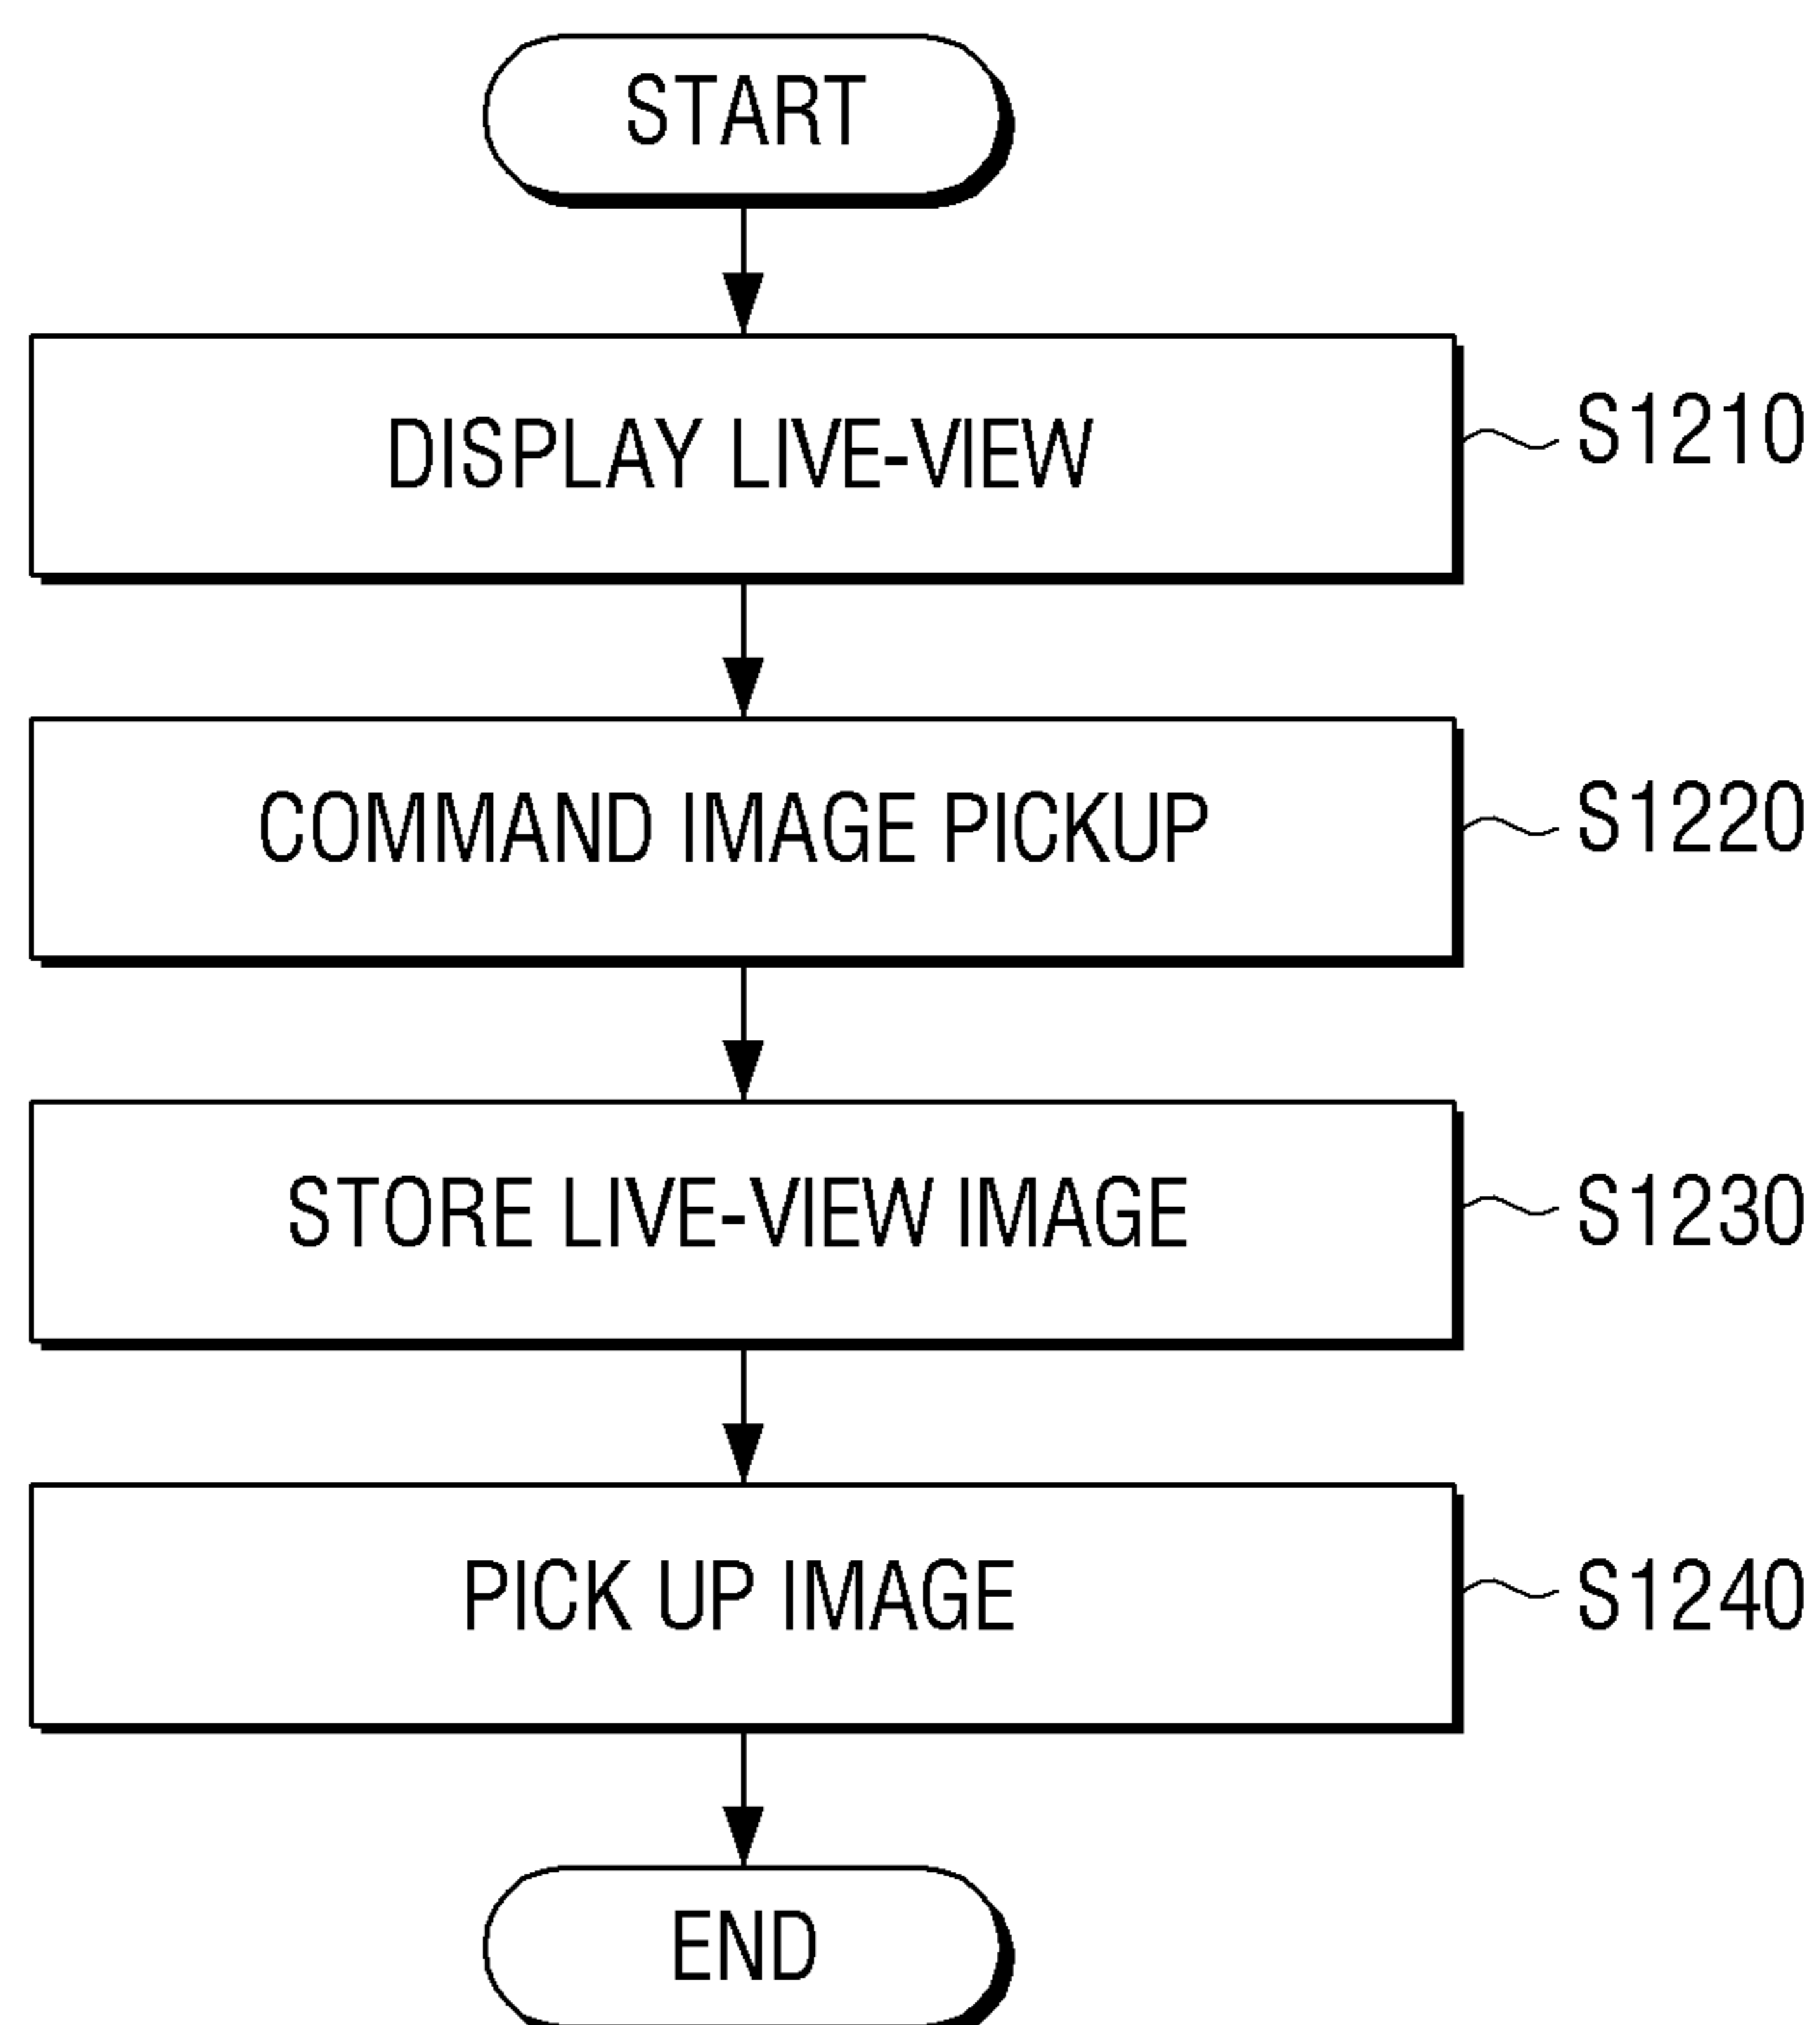 START
DISPLAY LIVE-VIEW
S1210
COMMAND IMAGE PICKUP
S1220
STORE LIVE-VIEW IMAGE
S1230
PICK UP IMAGE
S1240
END